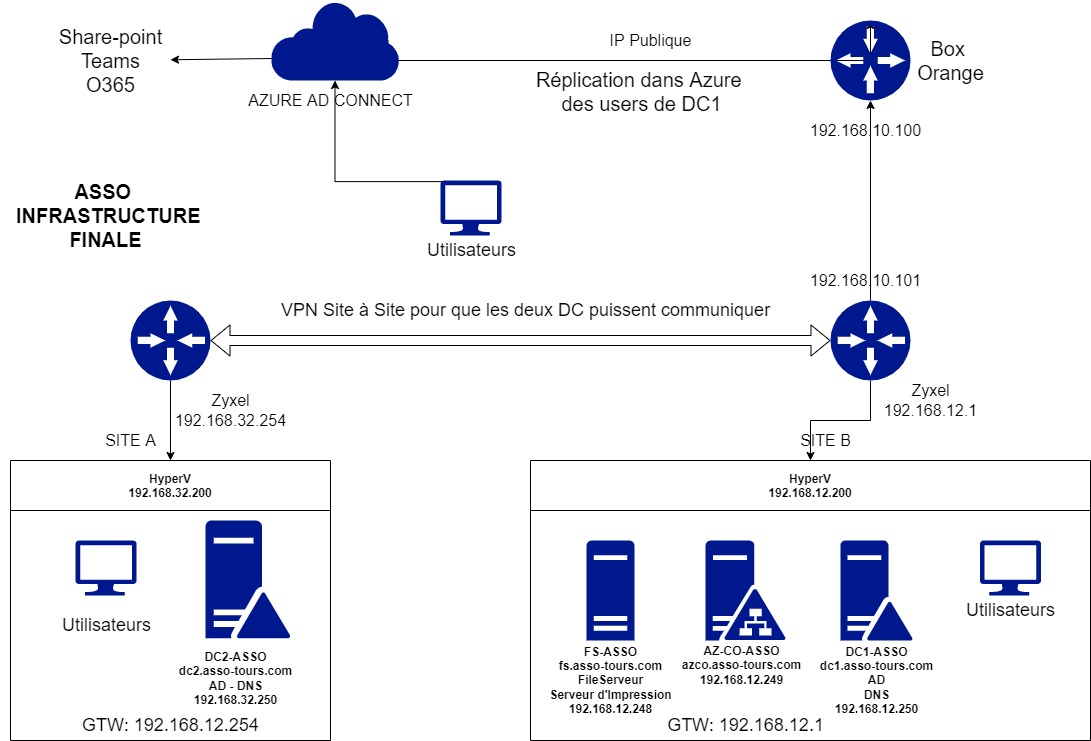 Share-point
Teams
O365
AZURE AD CONNECT
IP Publique
Réplication dans Azure
des users de DC1
Box
Orange
192.168.10.100
ASSO
INFRASTRUCTURE
FINALE
Utilisateurs
192.168.10.101
VPN Site à Site pour que les deux DC puissent communiquer
Zyxel
192.168.32.254
SITE A
Zyxel
192.168.12.1
SITE B
HyperV
192.168.32.200
Utilisateurs
DC2-ASSO
dc2.asso-tours.com
AD - DNS
192.168.32.250
GTW: 192.168.12.254
HyperV
192.168.12.200
FS-ASSO
fs.asso-tours.com
FileServeur
Serveur d'Impression
192.168.12.248
AZ-CO-ASSO
azco.asso-tours.com
192.168.12.249
DC1-ASSO
dc1.asso-tours.com
AD
DNS
192.168.12.250
Utilisateurs
GTW: 192.168.12.1